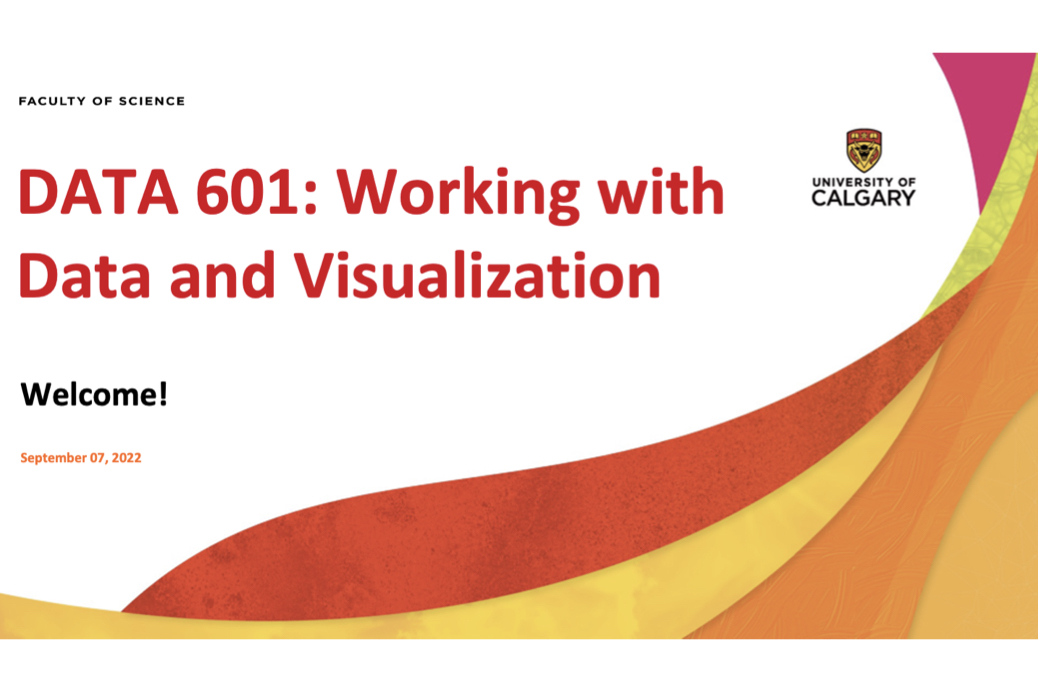 FACULTY OF SCIENCE
DATA 601: Working with
Data and Visualization
UNIVERSITY OF
CALGARY
Welcome!
September 07, 2022